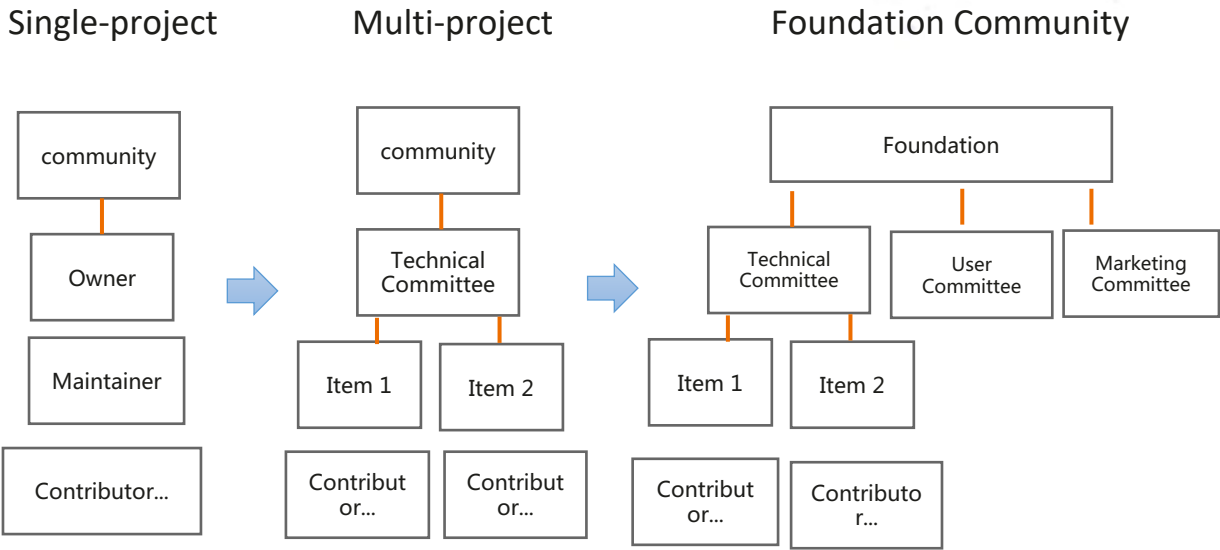 Single-project
Multi-project
Foundation Community
community
Owner
Maintainer
Contributor...
community
Technical
Committee
Item 1
Item 2
Contribut
or...
Contribut
or...
Foundation
Technical
Committee
User
Committee
Marketing
Committee
Item 1
Item 2
Contribut
or...
Contributo
r...